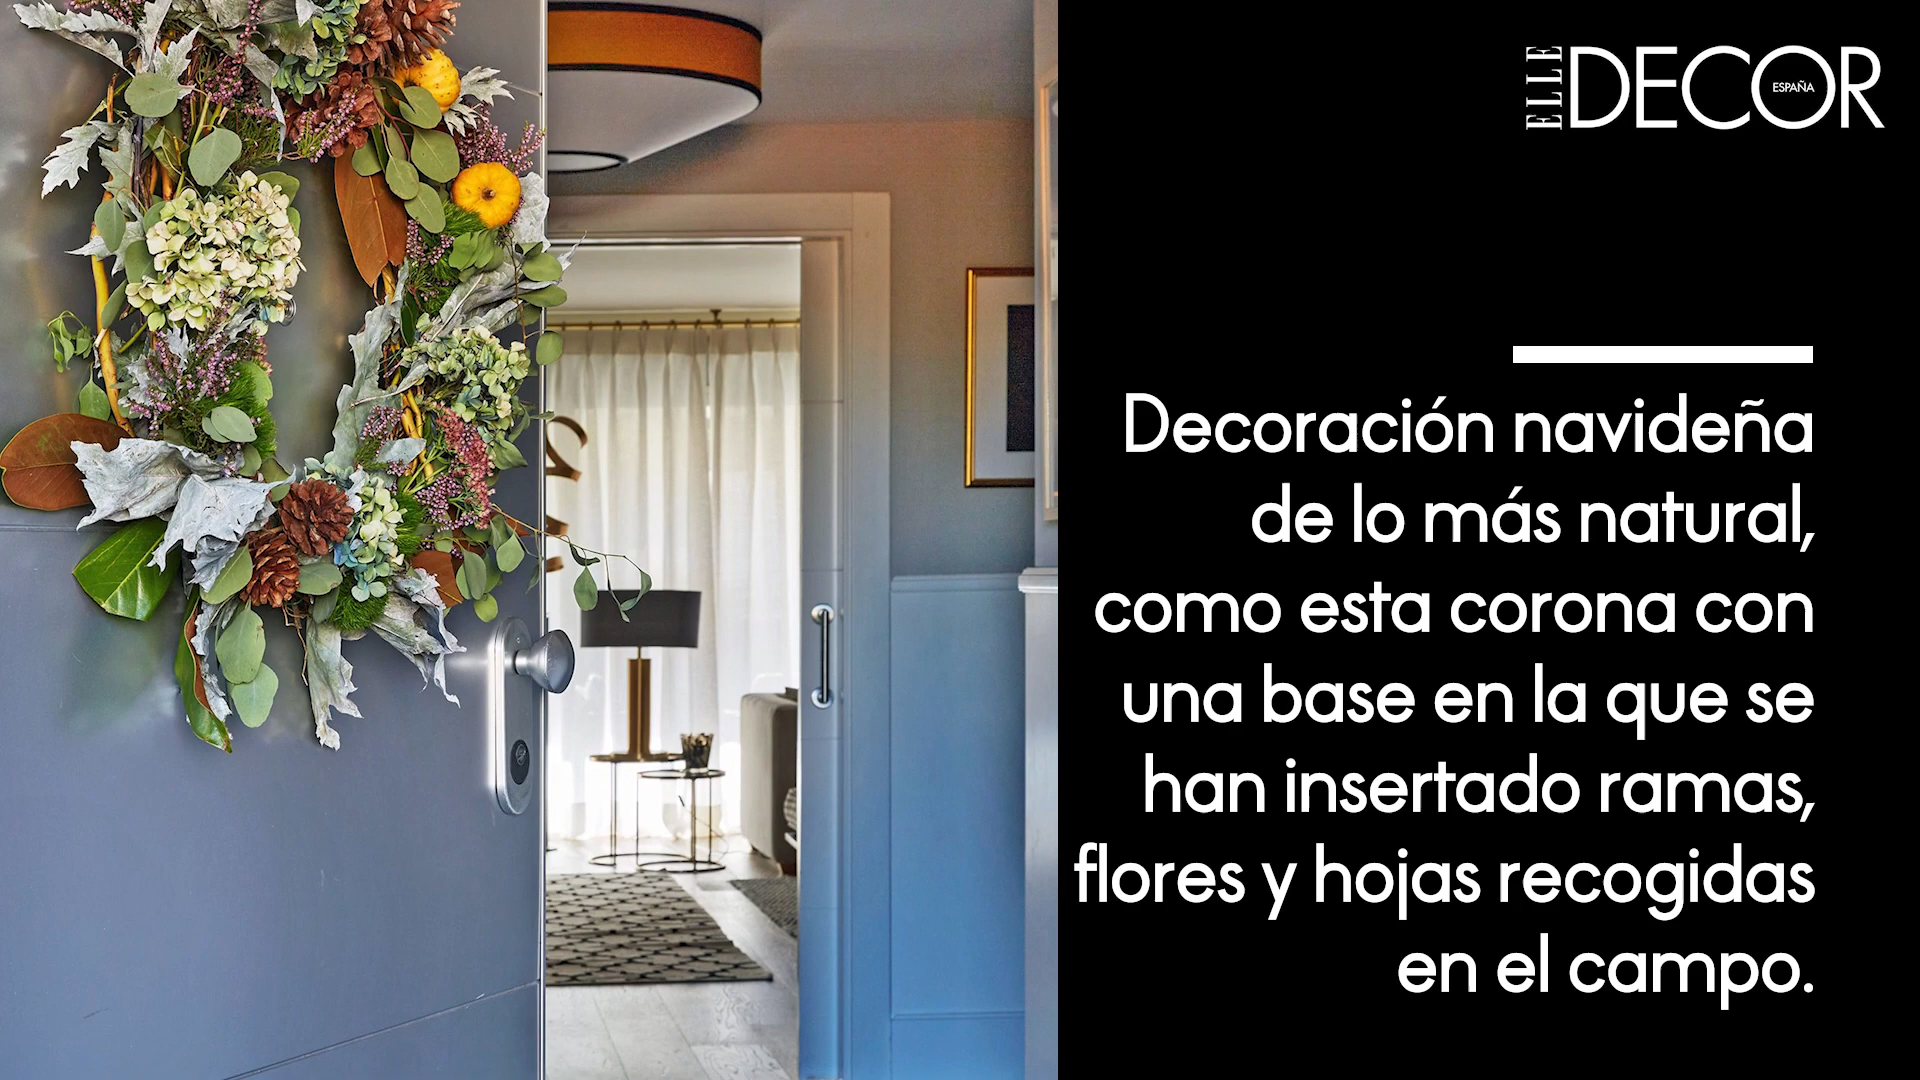 ELLE DECOR
ESPAÑA
Decoración navideña
de lo más natural,
como esta corona con
una base en la que se
han insertado ramas,
flores y hojas recogidas
en el campo.